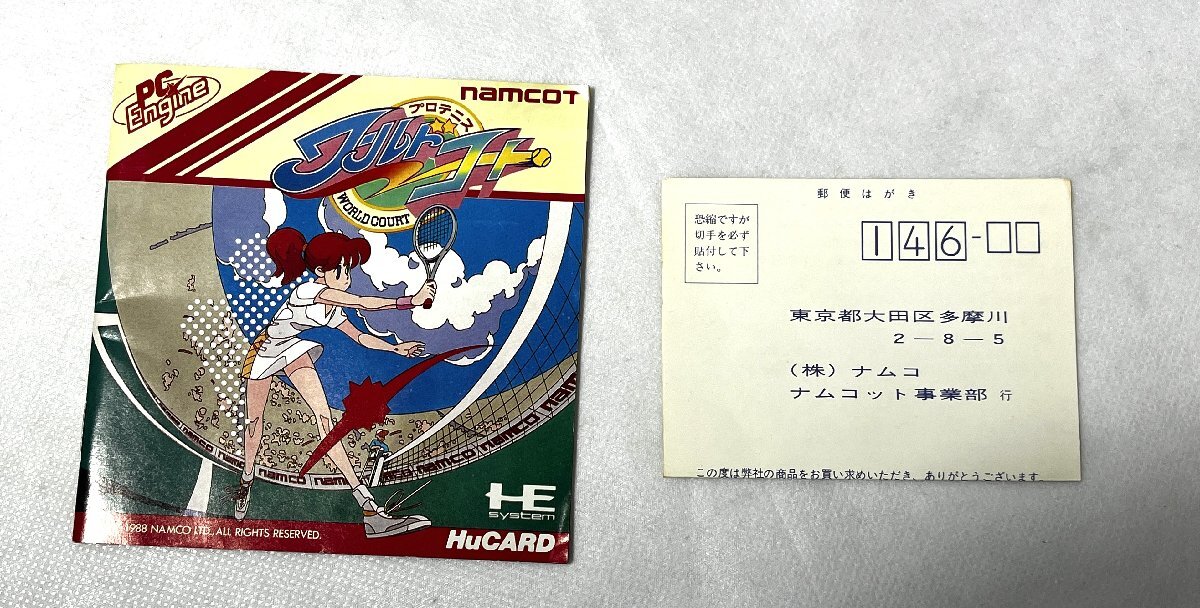 PC Engine
namcoT
プロテニス
ワールドコート
WORLD COURT
NAMCO NAMCO NAMCO NAMCO
HE
system
1988 NAMCO LTD., ALL RIGHTS RESERVED.
HuCARD
郵便はがき
恐縮ですが
切手を必ず
貼付して下
さい。
146-
東京都大田区多摩川
2-8-5
(株)ナムコ
ナムコット事業部 行
この度は弊社の商品をお買い求めいただき、ありがとうございます。